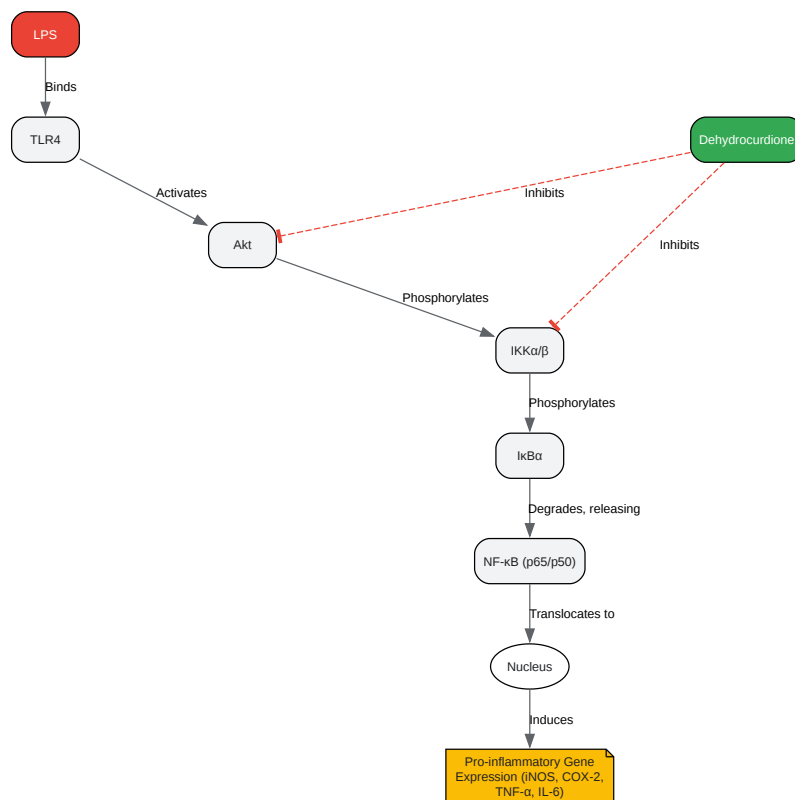 LPS
Binds
TLR4
Dehydrocurdione
Activates
Inhibits
Akt
Inhibits
Phosphorylates
IKKα/β
Phosphorylates
IκBα
Degrades, releasing
NF-κB (p65/p50)
Translocates to
Nucleus
Induces
Pro-inflammatory Gene
Expression (iNOS, COX-2,
TNF-α, IL-6)